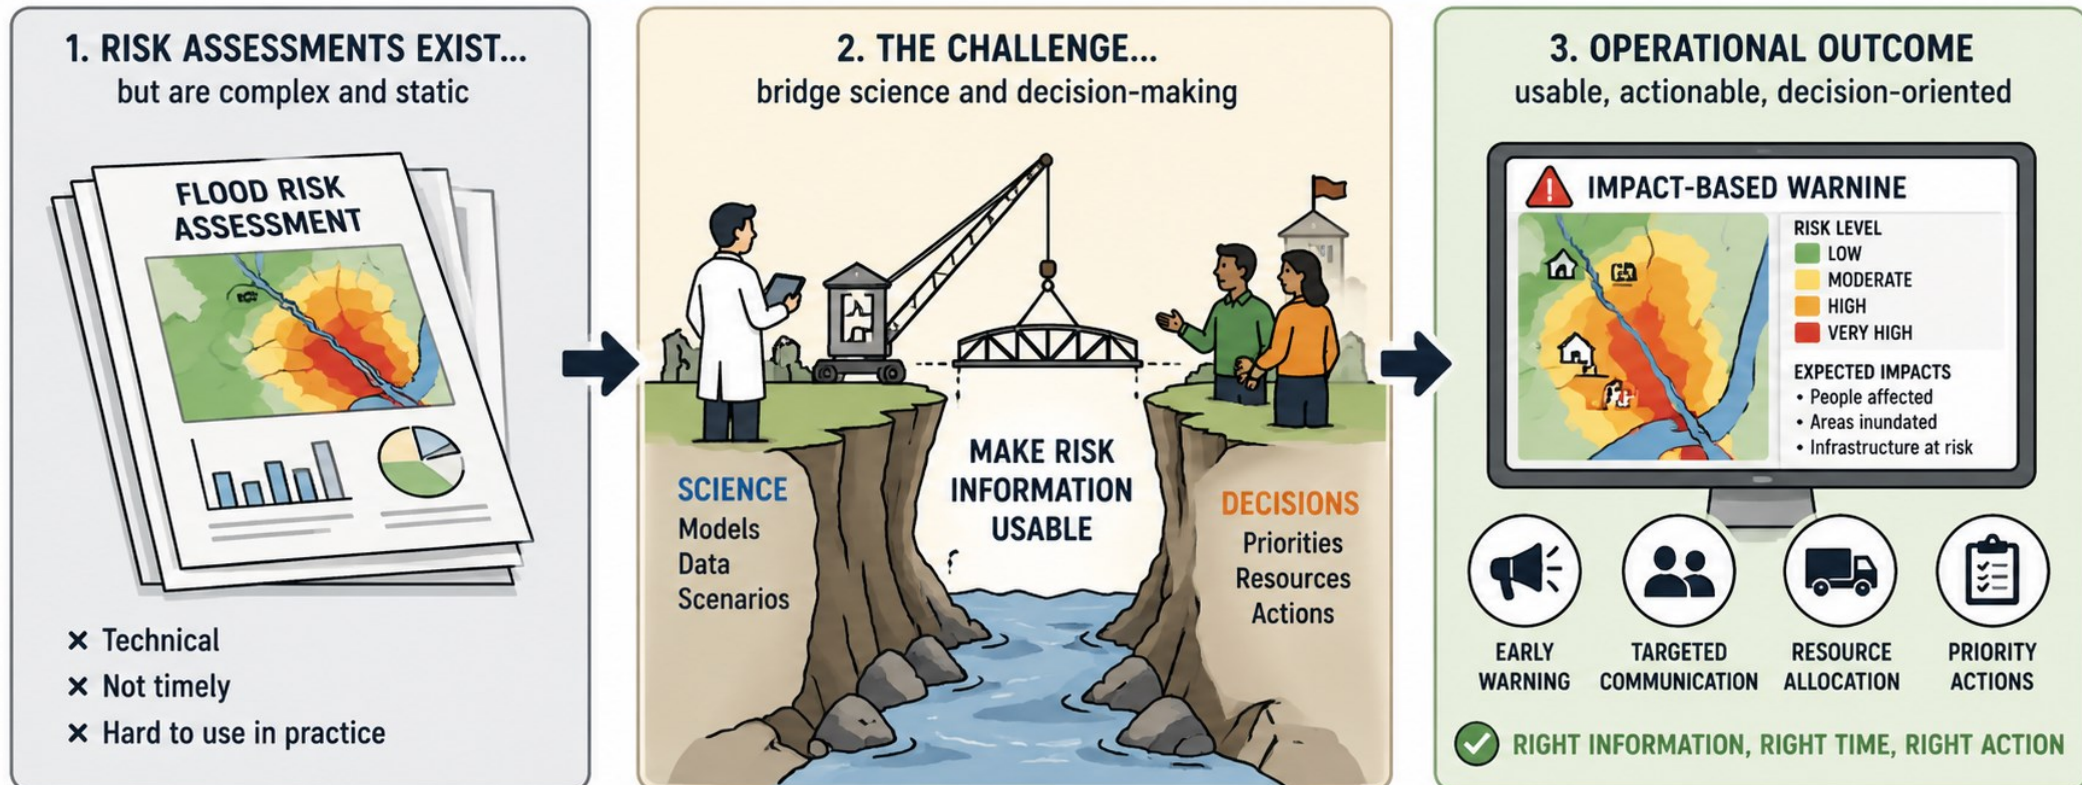 1. RISK ASSESSMENTS EXIST...
but are complex and static
FLOOD RISK
ASSESSMENT
✕ Technical
✕ Not timely
✕ Hard to use in practice
2. THE CHALLENGE...
bridge science and decision-making
MAKE RISK
INFORMATION
USABLE
SCIENCE
Models
Data
Scenarios
DECISIONS
Priorities
Resources
Actions
3. OPERATIONAL OUTCOME
usable, actionable, decision-oriented
IMPACT-BASED WARNINE
RISK LEVEL
LOW
MODERATE
HIGH
VERY HIGH
EXPECTED IMPACTS
• People affected
• Areas inundated
• Infrastructure at risk
EARLY
WARNING
TARGETED
COMMUNICATION
RESOURCE
ALLOCATION
PRIORITY
ACTIONS
RIGHT INFORMATION, RIGHT TIME, RIGHT ACTION